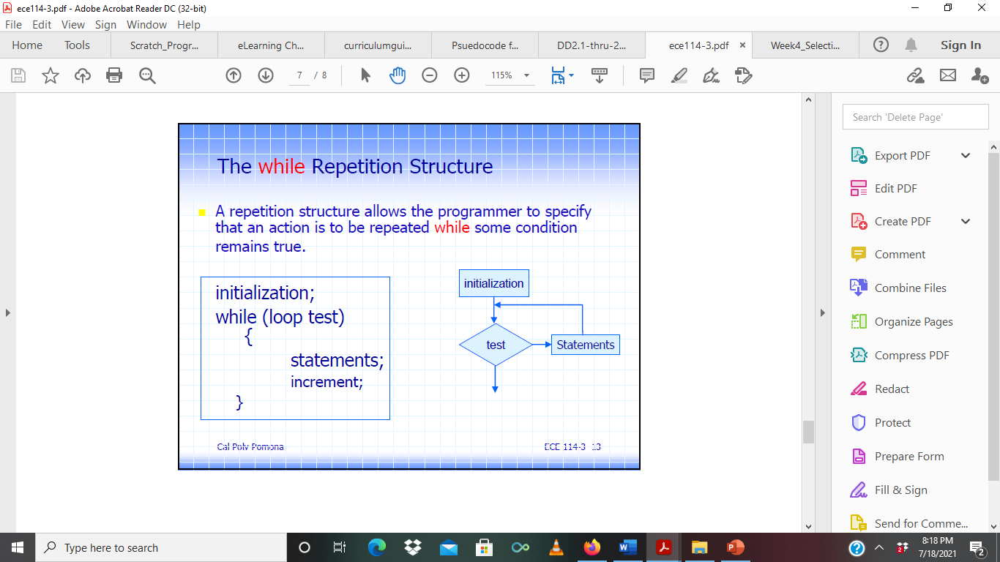 ece114-3.pdf - Adobe Acrobat Reader DC (32-bit)
File Edit View Sign Window Help
Home Tools Scratch_Progr... eLearning Ch... curriculumgui... Psuedocode f... DD2.1-thru-2... ece114-3.pdf Week4_Selecti... Sign In
7 / 8 115%
Search 'Delete Page'
Export PDF
Edit PDF
Create PDF
Comment
Combine Files
Organize Pages
Compress PDF
Redact
Protect
Prepare Form
Fill & Sign
Send for Comme...
The while Repetition Structure
A repetition structure allows the programmer to specify
that an action is to be repeated while some condition
remains true.
initialization;
while (loop test)
{
statements;
increment;
}
initialization
test
Statements
Cal Poly Pomona
ECE 114-3 13
Type here to search
8:18 PM
7/18/2021
2